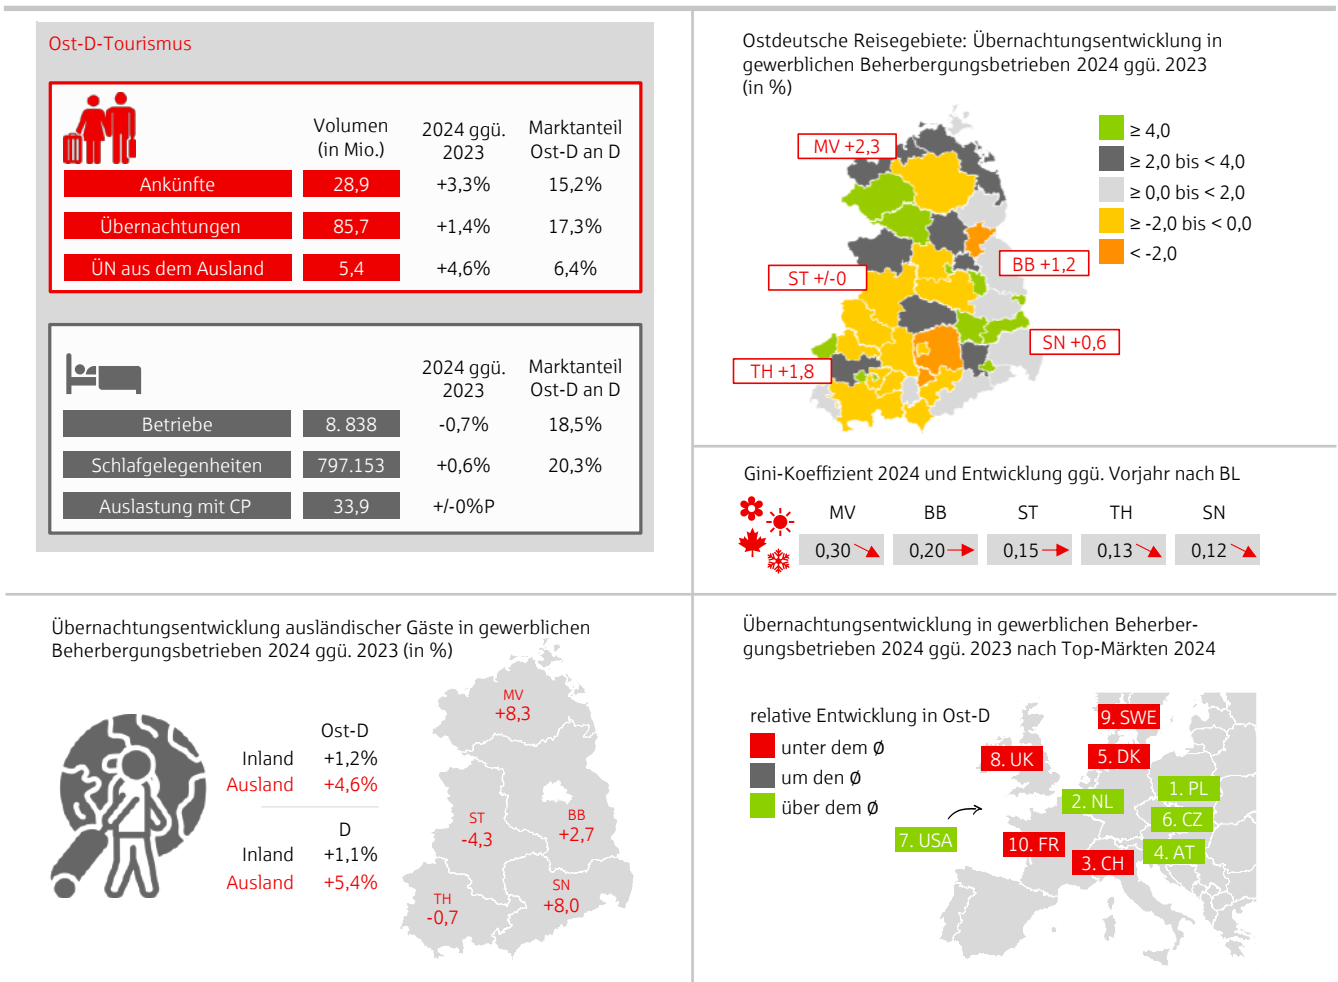 Ost-D-Tourismus
Volumen
(in Mio.)
2024 ggü.
2023
Marktanteil
Ost-D an D
Ankünfte 28,9 +3,3% 15,2%
Übernachtungen 85,7 +1,4% 17,3%
ÜN aus dem Ausland 5,4 +4,6% 6,4%
2024 ggü.
2023
Marktanteil
Ost-D an D
Betriebe 8. 838 -0,7% 18,5%
Schlafgelegenheiten 797.153 +0,6% 20,3%
Auslastung mit CP 33,9 +/-0%P
Ostdeutsche Reisegebiete: Übernachtungsentwicklung in
gewerblichen Beherbergungsbetrieben 2024 ggü. 2023
(in %)
MV +2,3
ST +/-0
TH +1,8
BB +1,2
SN +0,6
≥ 4,0
≥ 2,0 bis < 4,0
≥ 0,0 bis < 2,0
≥ -2,0 bis < 0,0
< -2,0
Gini-Koeffizient 2024 und Entwicklung ggü. Vorjahr nach BL
MV BB ST TH SN
0,30 0,20 0,15 0,13 0,12
Übernachtungsentwicklung ausländischer Gäste in gewerblichen
Beherbergungsbetrieben 2024 ggü. 2023 (in %)
Ost-D
Inland +1,2%
Ausland +4,6%
D
Inland +1,1%
Ausland +5,4%
MV
+8,3
ST
-4,3
BB
+2,7
TH
-0,7
SN
+8,0
Übernachtungsentwicklung in gewerblichen Beherber-
gungsbetrieben 2024 ggü. 2023 nach Top-Märkten 2024
relative Entwicklung in Ost-D
unter dem Ø
um den Ø
über dem Ø
9. SWE
8. UK
5. DK
1. PL
2. NL
6. CZ
7. USA
10. FR
4. AT
3. CH